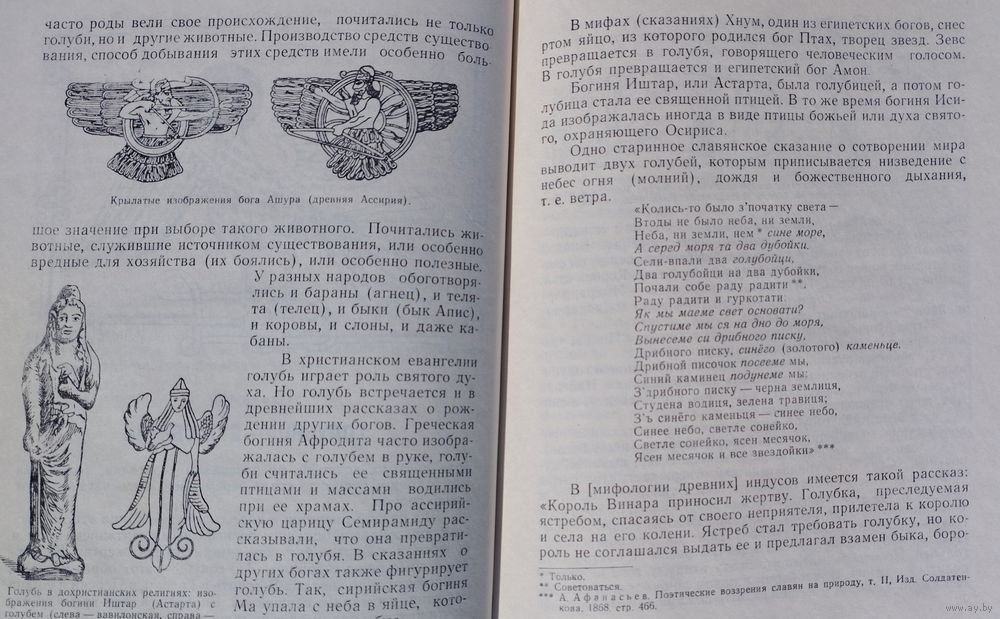 часто роды вели свое происхождение, почитались не только
голуби, но и другие животные. Производство средств существо-
вания, способ добывания этих средств имели особенно боль-
Крылатые изображения бога Ашура (древняя Ассирия).
шое значение при выборе такого животного. Почитались жи-
вотные, служившие источником существования, или особенно
вредные для хозяйства (их боялись), или особенно полезные.
У разных народов обоготворя-
лись и бараны (агнец), и теля-
та (телец), и быки (бык Апис),
и коровы, и слоны, и даже ка-
баны.
В христианском евангелии
голубь играет роль святого ду-
ха. Но голубь встречается и в
древнейших рассказах о рож-
дении других богов. Греческая
богиня Афродита часто изобра-
жалась с голубем в руке, голу-
би считались ее священными
птицами и массами водились
при ее храмах. Про ассирий-
скую царицу Семирамиду рас-
сказывали, что она преврати-
лась в голубя. В сказаниях о
других богах также фигурирует
голубь. Так, сирийская богиня
Ма упала с неба в яйце, кото-
Голубь в дохристианских религиях: изо-
бражения богини Иштар (Астарта) с
голубем (слева — вавилонская, справа —
В мифах (сказаниях) Хнум, один из египетских богов, снес
ртом яйцо, из которого родился бог Птах, творец звезд. Зевс
превращается в голубя, говорящего человеческим голосом.
В голубя превращается и египетский бог Амон.
Богиня Иштар, или Астарта, была голубицей, а потом го-
лубица стала ее священной птицей. В то же время богиня Иси-
да изображалась иногда в виде птицы божьей или духа свято-
го, охраняющего Осириса.
Одно старинное славянское сказание о сотворении мира
выводит двух голубей, которым приписывается низведение с
небес огня (молний), дождя и божественного дыхания,
т. е. ветра.
«Колись-то было з'початку света —
Втоды не было неба, ни земли,
Неба, ни земли, нем * сине море,
А серед моря та два дубойки.
Сели-впали два голубойци,
Два голубойци на два дубойки,
Почали собе раду радити **,
Раду радити и гуркотати:
Як мы маеме свет основати?
Спустиме мы ся на дно до моря,
Вынесеме си дрибного писку,
Дрибного писку, синёго (золотого) каменьце.
Дрибной писочок посееме мы,
Синий каминец подунеме мы:
З'дрибного писку — черна землиця,
Студена водиця, зелена травиця;
З'ь синёго каменьця — синее небо,
Синее небо, светле сонейко,
Светле сонейко, ясен месячок,
Ясен месячок и все звездойки» ***
В [мифологии древних] индусов имеется такой рассказ:
«Король Винара приносил жертву. Голубка, преследуемая
ястребом, спасаясь от своего неприятеля, прилетела к королю
и села на его колени. Ястреб стал требовать голубку, но ко-
роль не соглашался выдать ее и предлагал взамен быка, боро-
* Только.
** Советоваться.
*** А. Афанасьев. Поэтические воззрения славян на природу, т. II, Изд. Солдатен-
кова, 1868, стр. 466.
www.ay.by